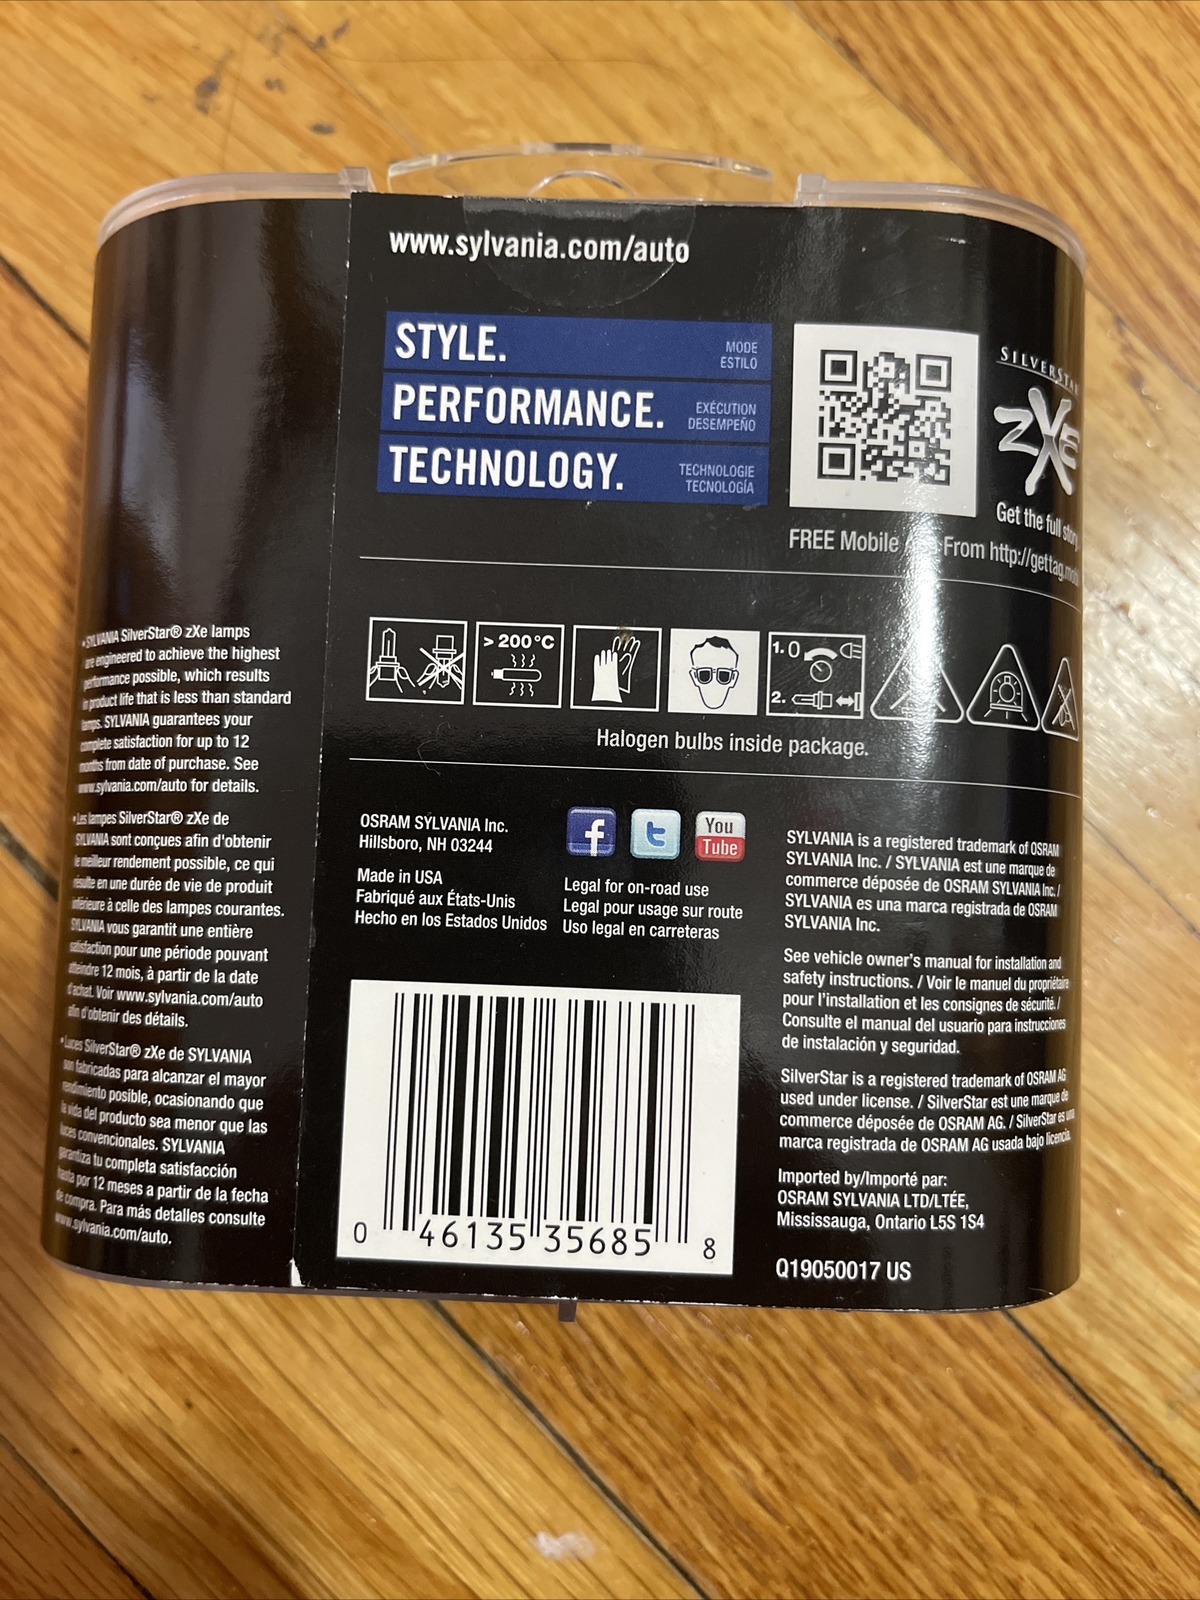 www.sylvania.com/auto
STYLE.
MODE
ESTILO
PERFORMANCE.
EXÉCUTION
DESEMPEÑO
TECHNOLOGY.
TECHNOLOGIE
TECNOLOGÍA
SILVERSTAR
zXe
Get the full story
FREE Mobile From http://gettag.mobi
> 200°C
1. 0
2.
Halogen bulbs inside package.
• SYLVANIA SilverStar® zXe lamps
are engineered to achieve the highest
performance possible, which results
in product life that is less than standard
lamps. SYLVANIA guarantees your
complete satisfaction for up to 12
months from date of purchase. See
www.sylvania.com/auto for details.
• Les lampes SilverStar® zXe de
SYLVANIA sont conçues afin d'obtenir
le meilleur rendement possible, ce qui
résulte en une durée de vie de produit
inférieure à celle des lampes courantes.
SYLVANIA vous garantit une entière
satisfaction pour une période pouvant
atteindre 12 mois, à partir de la date
d'achat. Voir www.sylvania.com/auto
afin d'obtenir des détails.
• Luces SilverStar® zXe de SYLVANIA
son fabricadas para alcanzar el mayor
rendimiento posible, ocasionando que
la vida del producto sea menor que las
luces convencionales. SYLVANIA
garantiza tu completa satisfacción
hasta por 12 meses a partir de la fecha
de compra. Para más detalles consulte
www.sylvania.com/auto.
OSRAM SYLVANIA Inc.
Hillsboro, NH 03244
Made in USA
Fabriqué aux États-Unis
Hecho en los Estados Unidos
f
t
You
Tube
Legal for on-road use
Légal pour usage sur route
Uso legal en carreteras
0 46135 35685 8
SYLVANIA is a registered trademark of OSRAM
SYLVANIA Inc. / SYLVANIA est une marque de
commerce déposée de OSRAM SYLVANIA Inc. /
SYLVANIA es una marca registrada de OSRAM
SYLVANIA Inc.
See vehicle owner's manual for installation and
safety instructions. / Voir le manuel du propriétaire
pour l'installation et les consignes de sécurité. /
Consulte el manual del usuario para instrucciones
de instalación y seguridad.
SilverStar is a registered trademark of OSRAM AG
used under license. / SilverStar est une marque de
commerce déposée de OSRAM AG. / SilverStar es una
marca registrada de OSRAM AG usada bajo licencia.
Imported by/Importé par:
OSRAM SYLVANIA LTD/LTÉE,
Mississauga, Ontario L5S 1S4
Q19050017 US